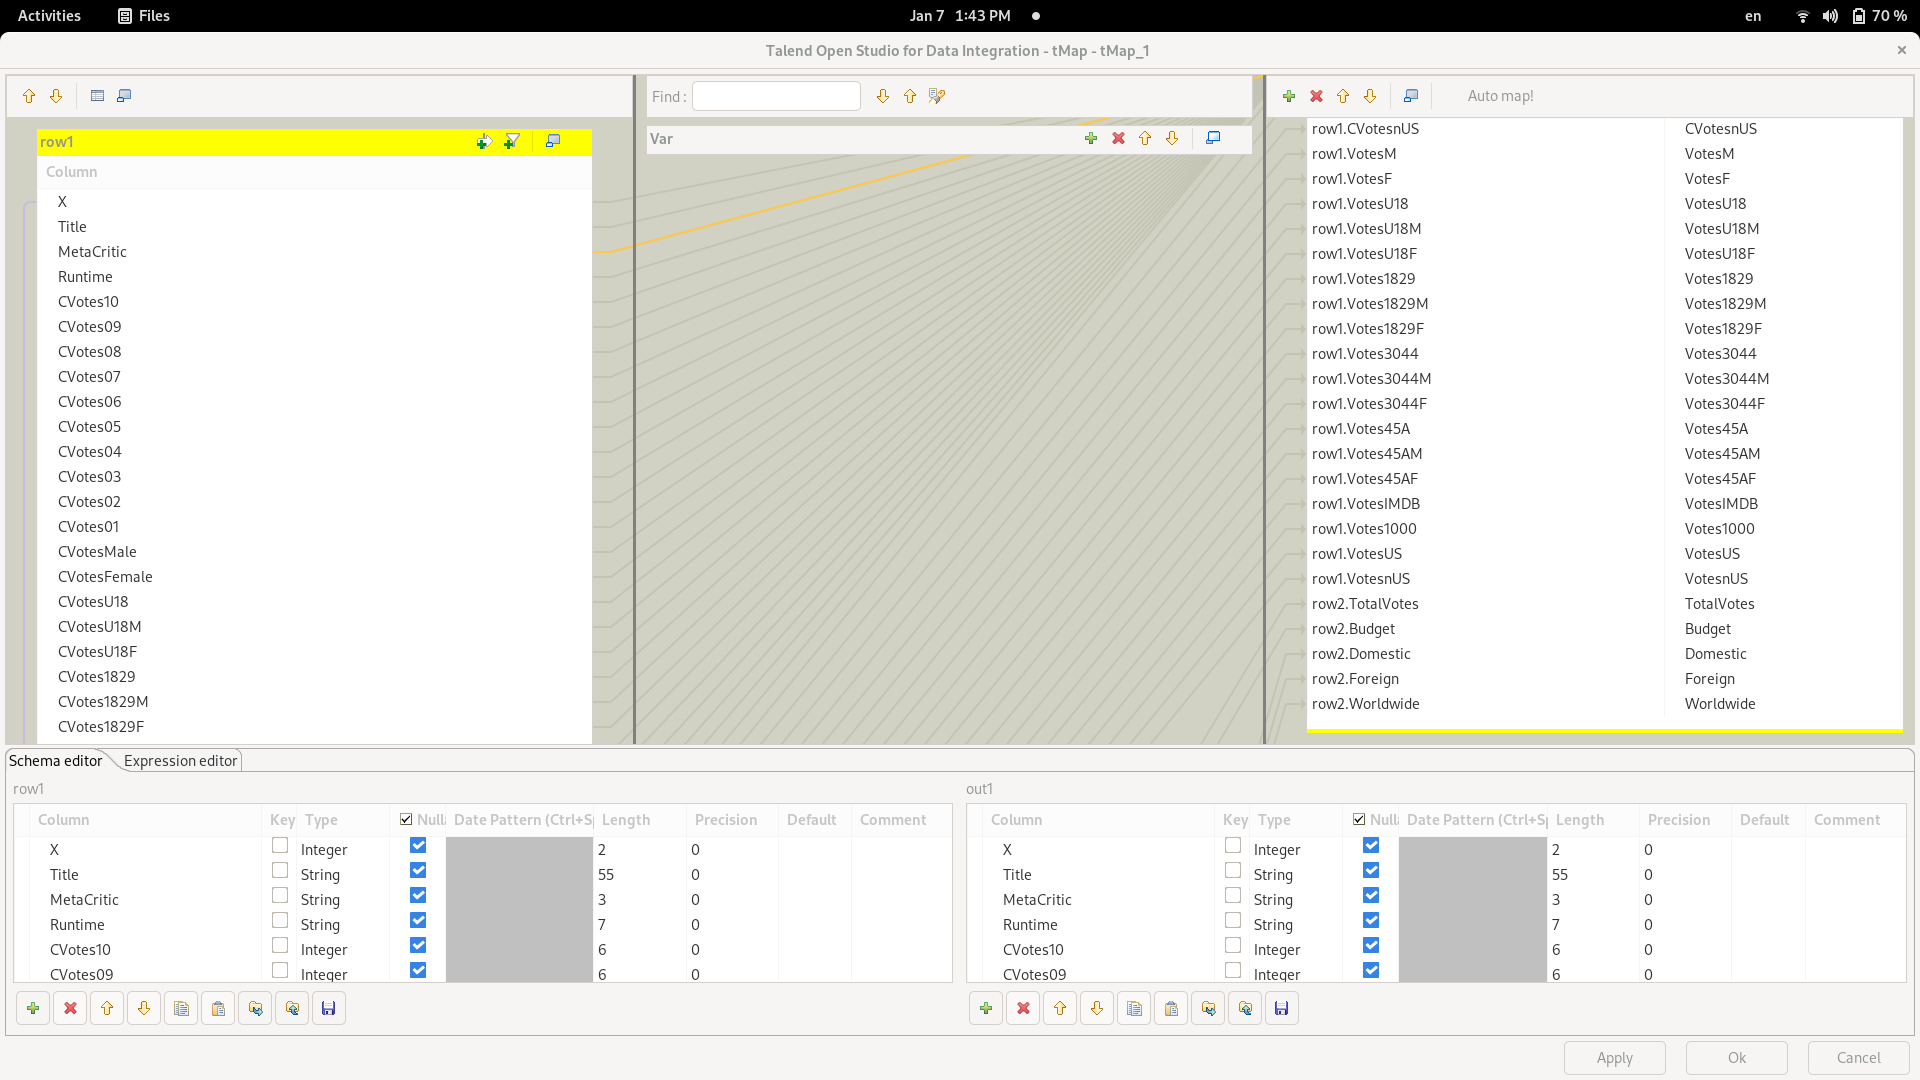 Activities Files Jan 7 1:43 PM en 70 %
Talend Open Studio for Data Integration - tMap - tMap_1
Find :
Auto map!
row1
Var
Column
X
Title
MetaCritic
Runtime
CVotes10
CVotes09
CVotes08
CVotes07
CVotes06
CVotes05
CVotes04
CVotes03
CVotes02
CVotes01
CVotesMale
CVotesFemale
CVotesU18
CVotesU18M
CVotesU18F
CVotes1829
CVotes1829M
CVotes1829F
row1.CVotesnUS CVotesnUS
row1.VotesM VotesM
row1.VotesF VotesF
row1.VotesU18 VotesU18
row1.VotesU18M VotesU18M
row1.VotesU18F VotesU18F
row1.Votes1829 Votes1829
row1.Votes1829M Votes1829M
row1.Votes1829F Votes1829F
row1.Votes3044 Votes3044
row1.Votes3044M Votes3044M
row1.Votes3044F Votes3044F
row1.Votes45A Votes45A
row1.Votes45AM Votes45AM
row1.Votes45AF Votes45AF
row1.VotesIMDB VotesIMDB
row1.Votes1000 Votes1000
row1.VotesUS VotesUS
row1.VotesnUS VotesnUS
row2.TotalVotes TotalVotes
row2.Budget Budget
row2.Domestic Domestic
row2.Foreign Foreign
row2.Worldwide Worldwide
Schema editor Expression editor
row1
Column Key Type Null Date Pattern (Ctrl+Sp Length Precision Default Comment
X Integer 2 0
Title String 55 0
MetaCritic String 3 0
Runtime String 7 0
CVotes10 Integer 6 0
CVotes09 Integer 6 0
out1
Column Key Type Null Date Pattern (Ctrl+Sp Length Precision Default Comment
X Integer 2 0
Title String 55 0
MetaCritic String 3 0
Runtime String 7 0
CVotes10 Integer 6 0
CVotes09 Integer 6 0
Apply Ok Cancel